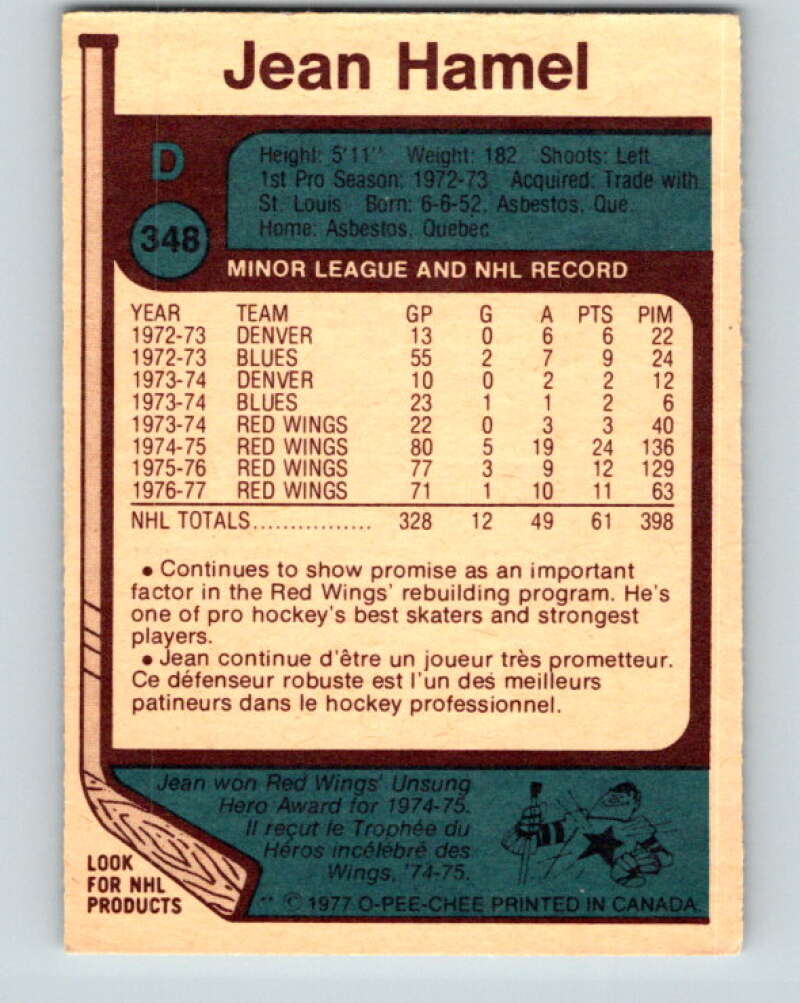 Jean Hamel
D
348
Height: 5'11" Weight: 182 Shoots: Left
1st Pro Season: 1972-73 Acquired: Trade with
St. Louis Born: 6-6-52, Asbestos, Que.
Home: Asbestos, Quebec
MINOR LEAGUE AND NHL RECORD
YEAR TEAM GP G A PTS PIM
1972-73 DENVER 13 0 6 6 22
1972-73 BLUES 55 2 7 9 24
1973-74 DENVER 10 0 2 2 12
1973-74 BLUES 23 1 1 2 6
1973-74 RED WINGS 22 0 3 3 40
1974-75 RED WINGS 80 5 19 24 136
1975-76 RED WINGS 77 3 9 12 129
1976-77 RED WINGS 71 1 10 11 63
NHL TOTALS................ 328 12 49 61 398
• Continues to show promise as an important
factor in the Red Wings' rebuilding program. He's
one of pro hockey's best skaters and strongest
players.
• Jean continue d'être un joueur très prometteur.
Ce défenseur robuste est l'un des meilleurs
patineurs dans le hockey professionnel.
Jean won Red Wings' Unsung
Hero Award for 1974-75.
Il reçut le Trophée du
Héros incélebré des
Wings, '74-75.
LOOK
FOR NHL
PRODUCTS
** © 1977 O-PEE-CHEE PRINTED IN CANADA.